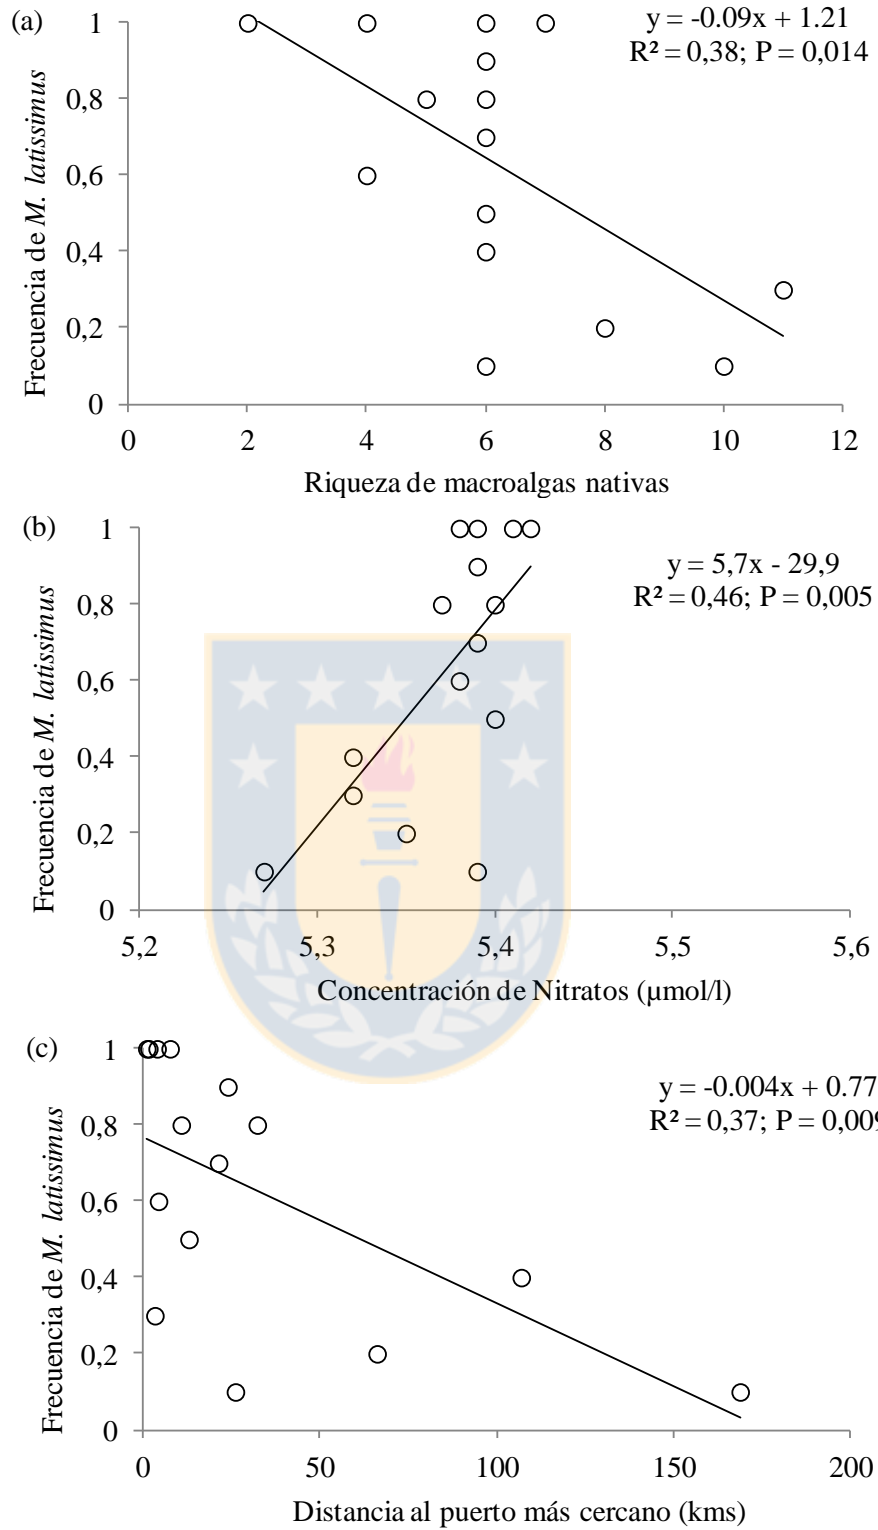 (a)
y = -0.09x + 1.21
R² = 0,38; P = 0,014
Frecuencia de M. latissimus
1
0,8
0,6
0,4
0,2
0
0 2 4 6 8 10 12
Riqueza de macroalgas nativas
(b)
y = 5,7x - 29,9
R² = 0,46; P = 0,005
Frecuencia de M. latissimus
1
0,8
0,6
0,4
0,2
0
5,2 5,3 5,4 5,5 5,6
Concentración de Nitratos (µmol/l)
(c)
y = -0.004x + 0.77
R² = 0,37; P = 0,009
Frecuencia de M. latissimus
1
0,8
0,6
0,4
0,2
0
0 50 100 150 200
Distancia al puerto más cercano (kms)